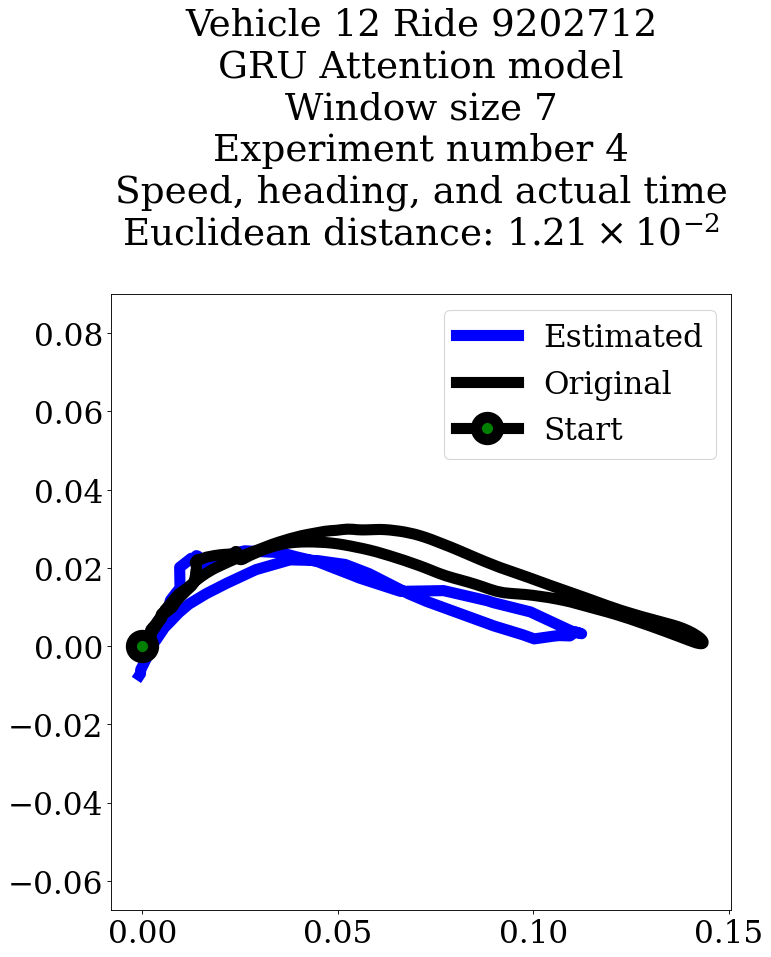 Vehicle 12 Ride 9202712
GRU Attention model
Window size 7
Experiment number 4
Speed, heading, and actual time
Euclidean distance: 1.21 × 10⁻²
Estimated
Original
Start
0.08
0.06
0.04
0.02
0.00
−0.02
−0.04
−0.06
0.00 0.05 0.10 0.15